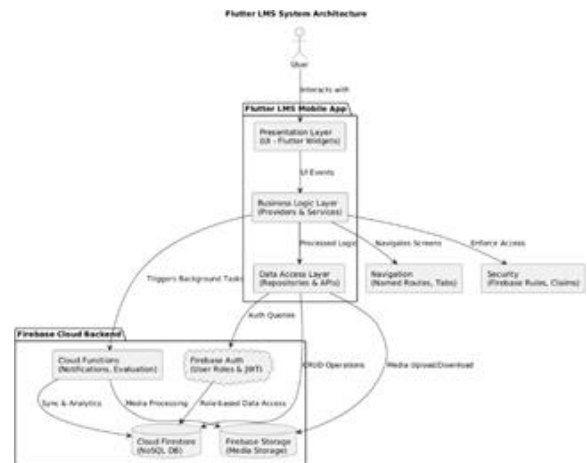 Flutter LMS System Architecture
User
Interacts with
Flutter LMS Mobile App
Presentation Layer
(UI - Flutter Widgets)
UI Events
Business Logic Layer
(Providers & Services)
Processed Logic
Navigates Screens
Enforce Access
Triggers Background Tasks
Data Access Layer
(Repositories & APIs)
Navigation
(Named Routes, Tabs)
Security
(Firebase Rules, Claims)
Auth Queries
Firebase Cloud Backend
Cloud Functions
(Notifications, Evaluation)
Firebase Auth
(User Roles & JWT)
CRUD Operations
Media Upload/Download
Sync & Analytics
Media Processing
Role-based Data Access
Cloud Firestore
(NoSQL DB)
Firebase Storage
(Media Storage)